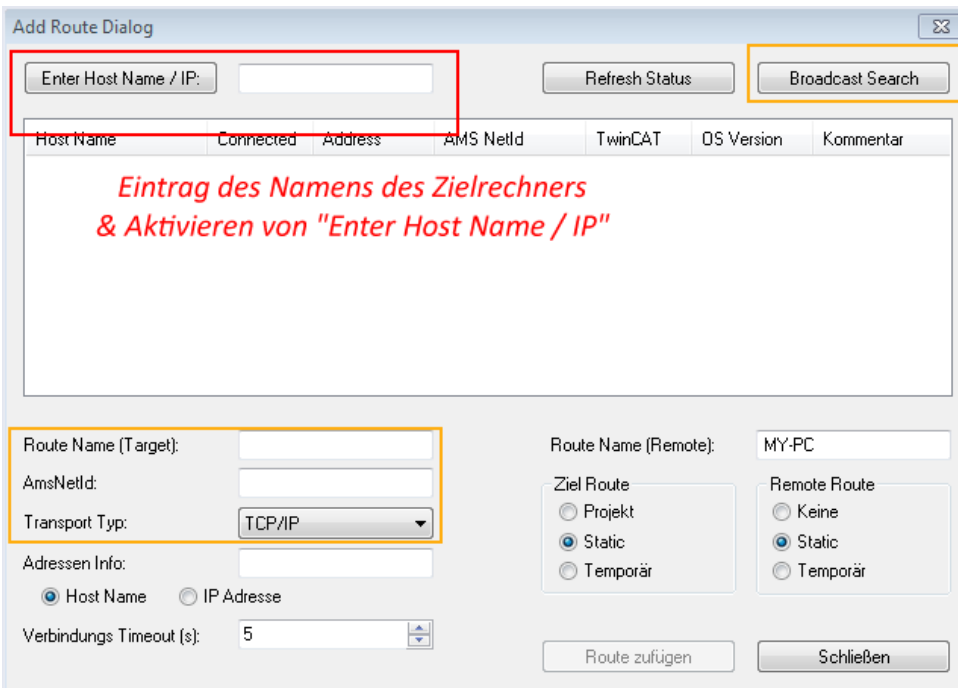 Add Route Dialog
Enter Host Name / IP: Refresh Status Broadcast Search
Host Name Connected Address AMS NetId TwinCAT OS Version Kommentar
Eintrag des Namens des Zielrechners
& Aktivieren von "Enter Host Name / IP"
Route Name (Target): Route Name (Remote): MY-PC
AmsNetId: Ziel Route Remote Route
Projekt Keine
Transport Typ: TCP/IP
Static Static
Adressen Info:
Temporär Temporär
Host Name IP Adresse
Verbindungs Timeout (s): 5
Route zufügen Schließen